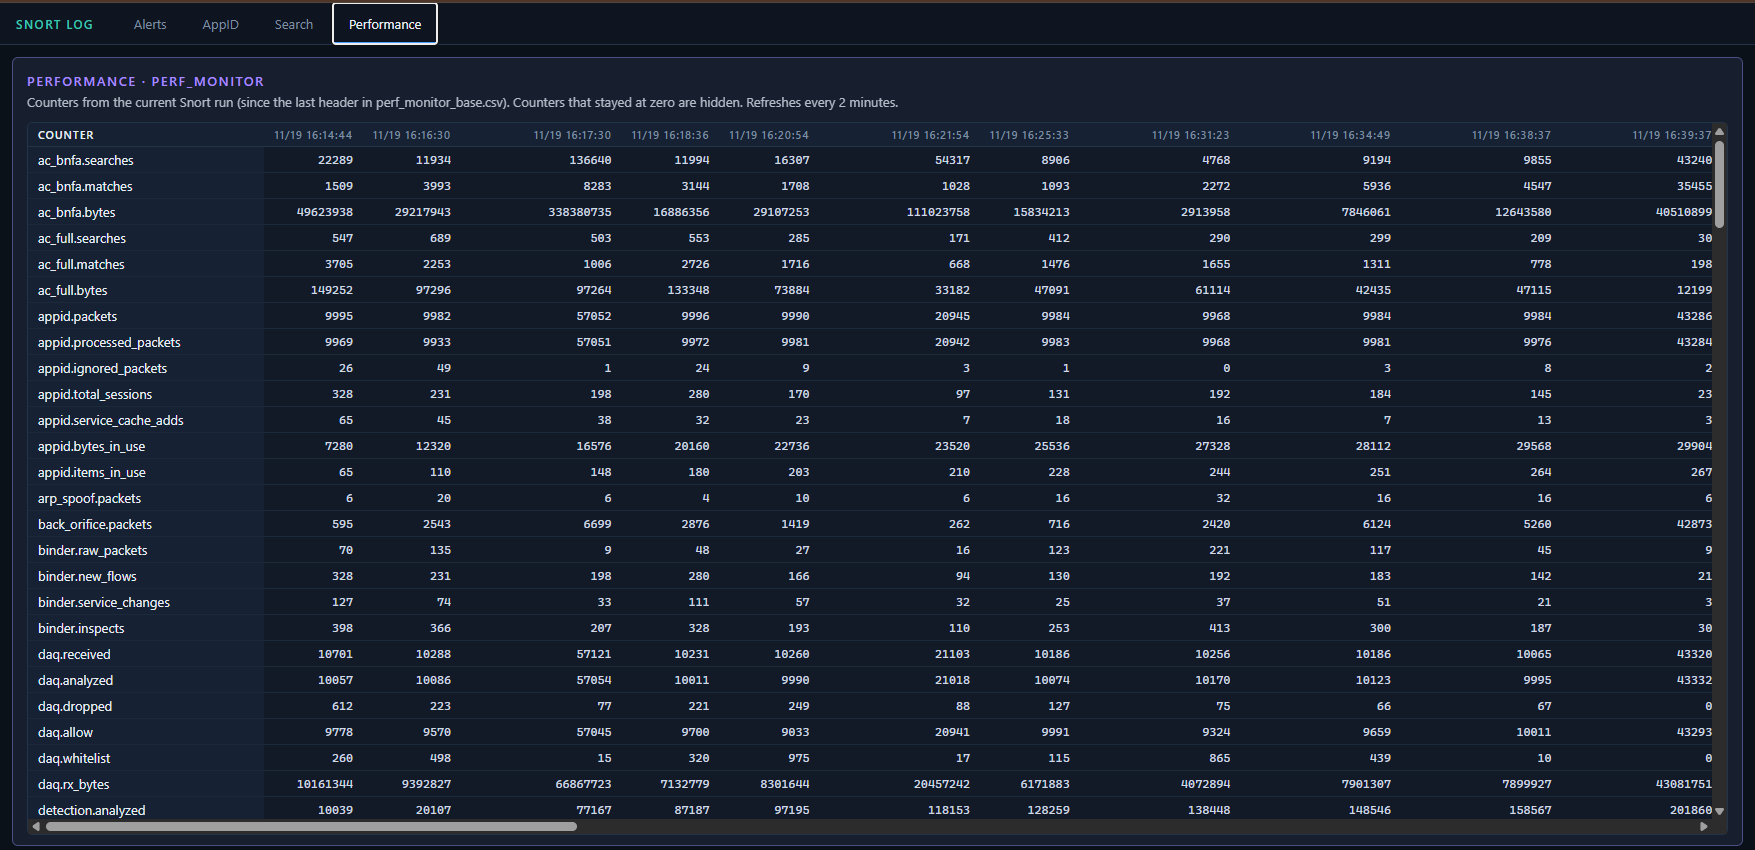 SNORT LOG Alerts AppID Search Performance
PERFORMANCE · PERF_MONITOR
Counters from the current Snort run (since the last header in perf_monitor_base.csv). Counters that stayed at zero are hidden. Refreshes every 2 minutes.
COUNTER 11/19 16:14:44 11/19 16:16:30 11/19 16:17:30 11/19 16:18:36 11/19 16:20:54 11/19 16:21:54 11/19 16:25:33 11/19 16:31:23 11/19 16:34:49 11/19 16:38:37 11/19 16:39:37
ac_bnfa.searches 22289 11934 136640 11994 16307 54317 8906 4768 9194 9855 43240
ac_bnfa.matches 1509 3993 8283 3144 1708 1028 1093 2272 5936 4547 35455
ac_bnfa.bytes 49623938 29217943 338380735 16886356 29107253 111023758 15834213 2913958 7846061 12643580 40510899
ac_full.searches 547 689 503 553 285 171 412 290 299 209 30
ac_full.matches 3705 2253 1006 2726 1716 668 1476 1655 1311 778 198
ac_full.bytes 149252 97296 97264 133348 73884 33182 47091 61114 42435 47115 12199
appid.packets 9995 9982 57052 9996 9990 20945 9984 9968 9984 9984 43286
appid.processed_packets 9969 9933 57051 9972 9981 20942 9983 9968 9981 9976 43284
appid.ignored_packets 26 49 1 24 9 3 1 0 3 8 2
appid.total_sessions 328 231 198 280 170 97 131 192 184 145 23
appid.service_cache_adds 65 45 38 32 23 7 18 16 7 13 3
appid.bytes_in_use 7280 12320 16576 20160 22736 23520 25536 27328 28112 29568 29904
appid.items_in_use 65 110 148 180 203 210 228 244 251 264 267
arp_spoof.packets 6 20 6 4 10 6 16 32 16 16 6
back_orifice.packets 595 2543 6699 2876 1419 262 716 2420 6124 5260 42873
binder.raw_packets 70 135 9 48 27 16 123 221 117 45 9
binder.new_flows 328 231 198 280 166 94 130 192 183 142 21
binder.service_changes 127 74 33 111 57 32 25 37 51 21 3
binder.inspects 398 366 207 328 193 110 253 413 300 187 30
daq.received 10701 10288 57121 10231 10260 21103 10186 10256 10186 10065 43320
daq.analyzed 10057 10086 57054 10011 9990 21018 10074 10170 10123 9995 43332
daq.dropped 612 223 77 221 249 88 127 75 66 67 0
daq.allow 9778 9570 57045 9700 9033 20941 9991 9324 9659 10011 43293
daq.whitelist 260 498 15 320 975 17 115 865 439 10 0
daq.rx_bytes 10161344 9392827 66867723 7132779 8301644 20457242 6171883 4072894 7901307 7899927 43081751
detection.analyzed 10039 20107 77167 87187 97195 118153 128259 138448 148546 158567 201860